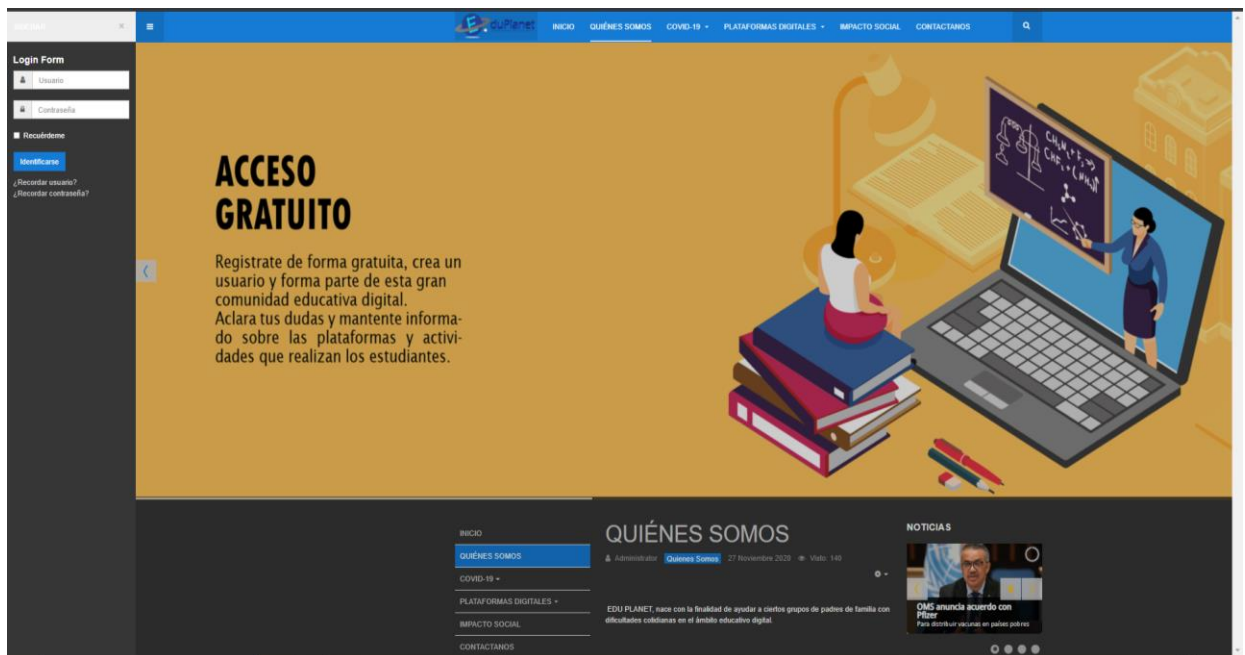 EduPlanet
INICIO
QUIÉNES SOMOS
COVID-19
PLATAFORMAS DIGITALES
IMPACTO SOCIAL
CONTACTANOS
Login Form
Usuario
Contraseña
Recuérdeme
Identificarse
¿Recordar usuario?
¿Recordar contraseña?
ACCESO
GRATUITO
Registrate de forma gratuita, crea un
usuario y forma parte de esta gran
comunidad educativa digital.
Aclara tus dudas y mantente informa-
do sobre las plataformas y activi-
dades que realizan los estudiantes.
INICIO
QUIÉNES SOMOS
COVID-19
PLATAFORMAS DIGITALES
IMPACTO SOCIAL
CONTACTANOS
QUIÉNES SOMOS
Administrator Quienes Somos 27 Noviembre 2020 Visto: 140
EDU PLANET, nace con la finalidad de ayudar a ciertos grupos de padres de familia con
dificultades cotidianas en el ámbito educativo digital.
NOTICIAS
OMS anuncia acuerdo con
Pfizer
Para distribuir vacunas en países pobres